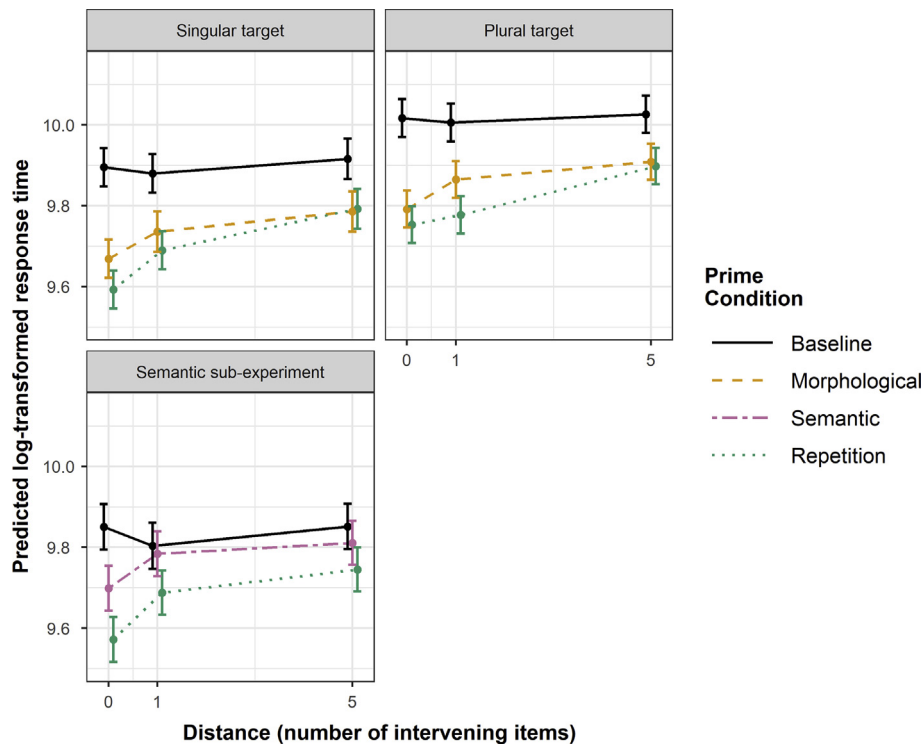 Singular target
Plural target
10.0
9.8
9.6
0
1
5
Semantic sub-experiment
10.0
9.8
9.6
0
1
5
Predicted log-transformed response time
Distance (number of intervening items)
Prime
Condition
Baseline
Morphological
Semantic
Repetition